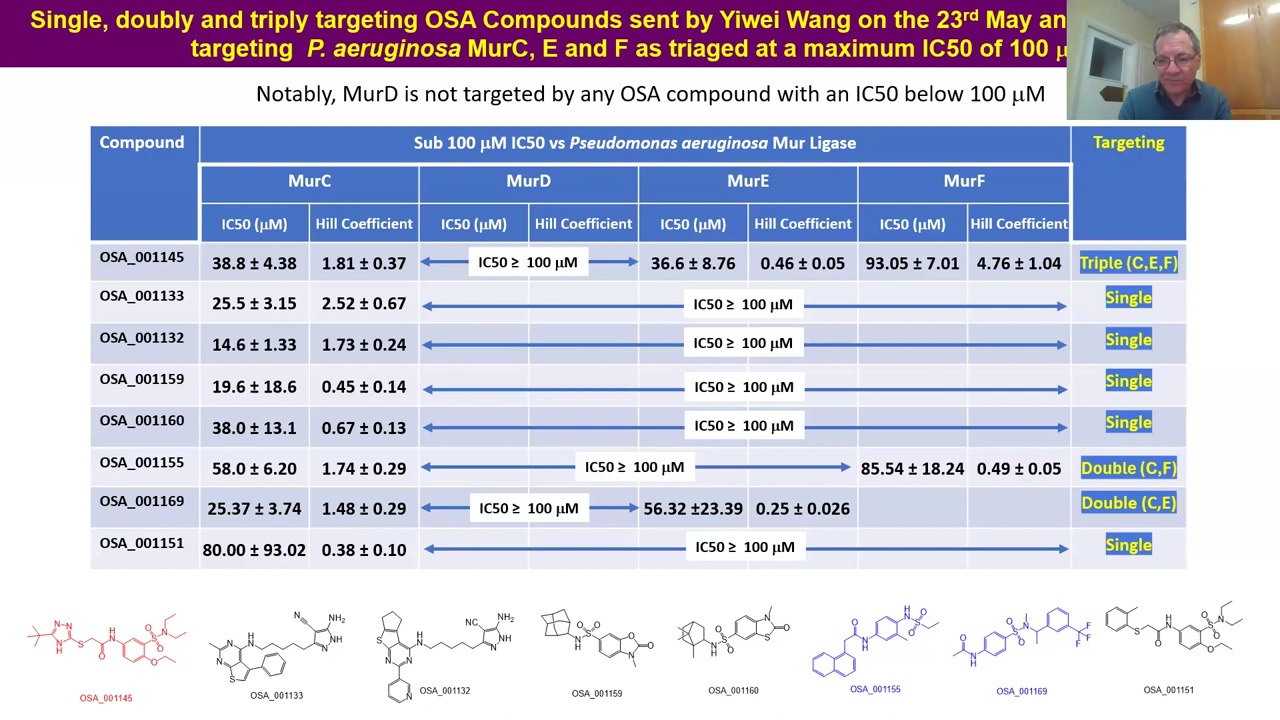 Single, doubly and triply targeting OSA Compounds sent by Yiwei Wang on the 23rd May an
targeting P. aeruginosa MurC, E and F as triaged at a maximum IC50 of 100 μ
Notably, MurD is not targeted by any OSA compound with an IC50 below 100 μM
Compound Sub 100 μM IC50 vs Pseudomonas aeruginosa Mur Ligase Targeting
MurC MurD MurE MurF
IC50 (μM) Hill Coefficient IC50 (μM) Hill Coefficient IC50 (μM) Hill Coefficient IC50 (μM) Hill Coefficient
OSA_001145 38.8 ± 4.38 1.81 ± 0.37 IC50 ≥ 100 μM 36.6 ± 8.76 0.46 ± 0.05 93.05 ± 7.01 4.76 ± 1.04 Triple (C,E,F)
OSA_001133 25.5 ± 3.15 2.52 ± 0.67 IC50 ≥ 100 μM Single
OSA_001132 14.6 ± 1.33 1.73 ± 0.24 IC50 ≥ 100 μM Single
OSA_001159 19.6 ± 18.6 0.45 ± 0.14 IC50 ≥ 100 μM Single
OSA_001160 38.0 ± 13.1 0.67 ± 0.13 IC50 ≥ 100 μM Single
OSA_001155 58.0 ± 6.20 1.74 ± 0.29 IC50 ≥ 100 μM 85.54 ± 18.24 0.49 ± 0.05 Double (C,F)
OSA_001169 25.37 ± 3.74 1.48 ± 0.29 IC50 ≥ 100 μM 56.32 ±23.39 0.25 ± 0.026 Double (C,E)
OSA_001151 80.00 ± 93.02 0.38 ± 0.10 IC50 ≥ 100 μM Single
OSA_001145 OSA_001133 OSA_001132 OSA_001159 OSA_001160 OSA_001155 OSA_001169 OSA_001151